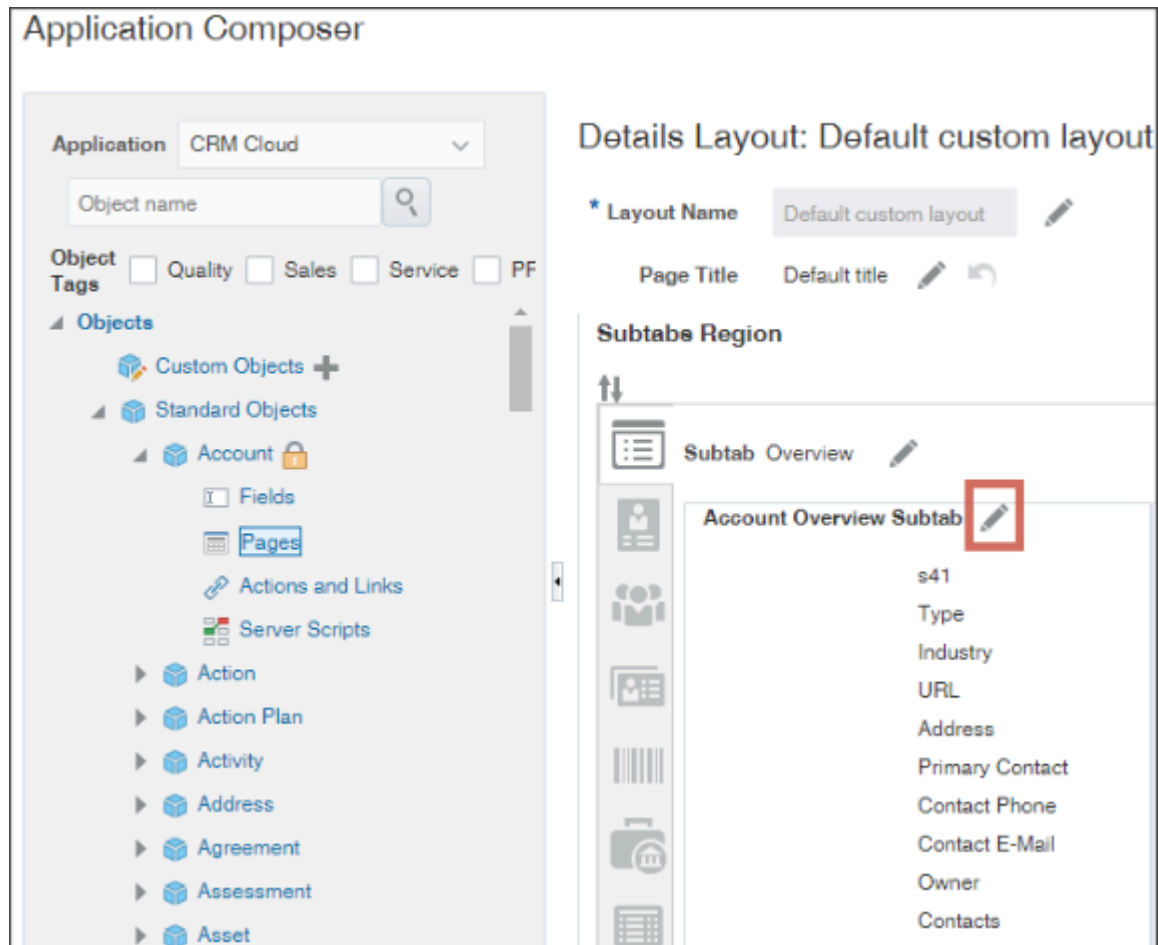 Application Composer
Application CRM Cloud
Object name
Object Tags Quality Sales Service PF
Objects
Custom Objects
Standard Objects
Account
Fields
Pages
Actions and Links
Server Scripts
Action
Action Plan
Activity
Address
Agreement
Assessment
Asset
Details Layout: Default custom layout
* Layout Name Default custom layout
Page Title Default title
Subtabs Region
Subtab Overview
Account Overview Subtab
s41
Type
Industry
URL
Address
Primary Contact
Contact Phone
Contact E-Mail
Owner
Contacts